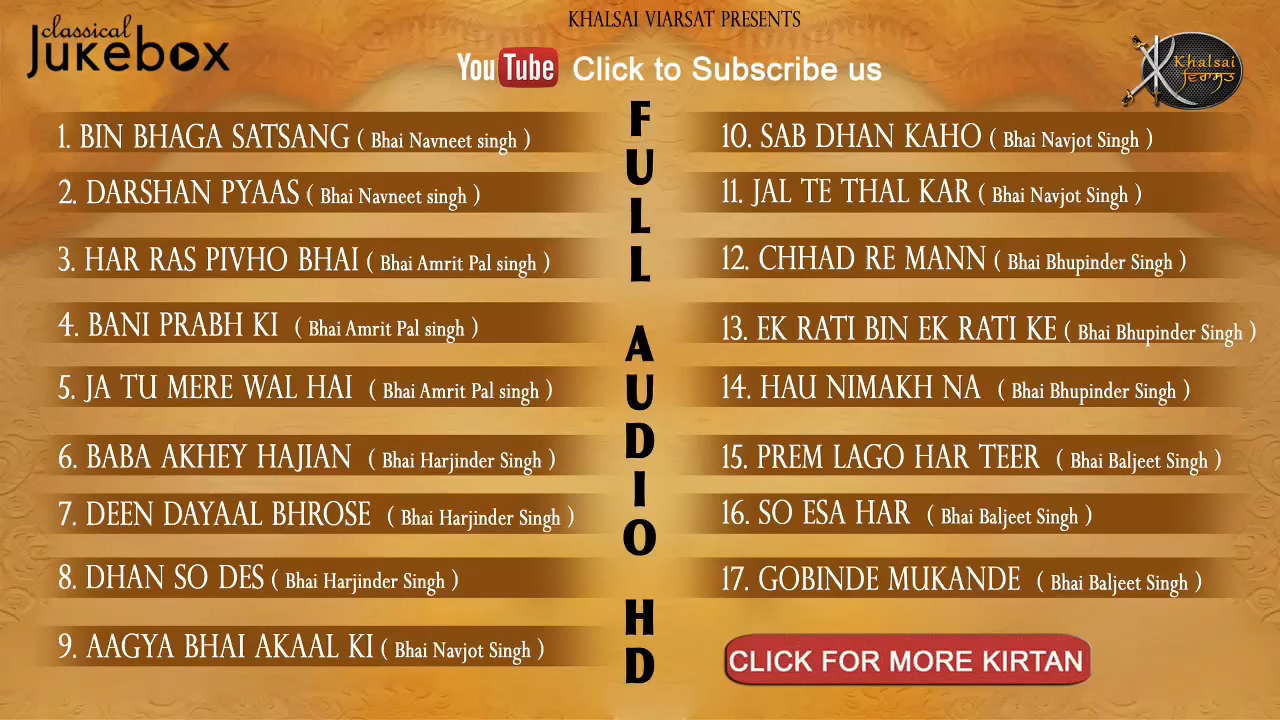 classical
Jukebox
KHALSAI VIARSAT PRESENTS
YouTube Click to Subscribe us
Khalsai
ਵਿਰਾਸਤ
1. BIN BHAGA SATSANG ( Bhai Navneet singh )
2. DARSHAN PYAAS ( Bhai Navneet singh )
3. HAR RAS PIVHO BHAI ( Bhai Amrit Pal singh )
4. BANI PRABH KI ( Bhai Amrit Pal singh )
5. JA TU MERE WAL HAI ( Bhai Amrit Pal singh )
6. BABA AKHEY HAJIAN ( Bhai Harjinder Singh )
7. DEEN DAYAAL BHROSE ( Bhai Harjinder Singh )
8. DHAN SO DES ( Bhai Harjinder Singh )
9. AAGYA BHAI AKAAL KI ( Bhai Navjot Singh )
FULL AUDIO HD
10. SAB DHAN KAHO ( Bhai Navjot Singh )
11. JAL TE THAL KAR ( Bhai Navjot Singh )
12. CHHAD RE MANN ( Bhai Bhupinder Singh )
13. EK RATI BIN EK RATI KE ( Bhai Bhupinder Singh )
14. HAU NIMAKH NA ( Bhai Bhupinder Singh )
15. PREM LAGO HAR TEER ( Bhai Baljeet Singh )
16. SO ESA HAR ( Bhai Baljeet Singh )
17. GOBINDE MUKANDE ( Bhai Baljeet Singh )
CLICK FOR MORE KIRTAN